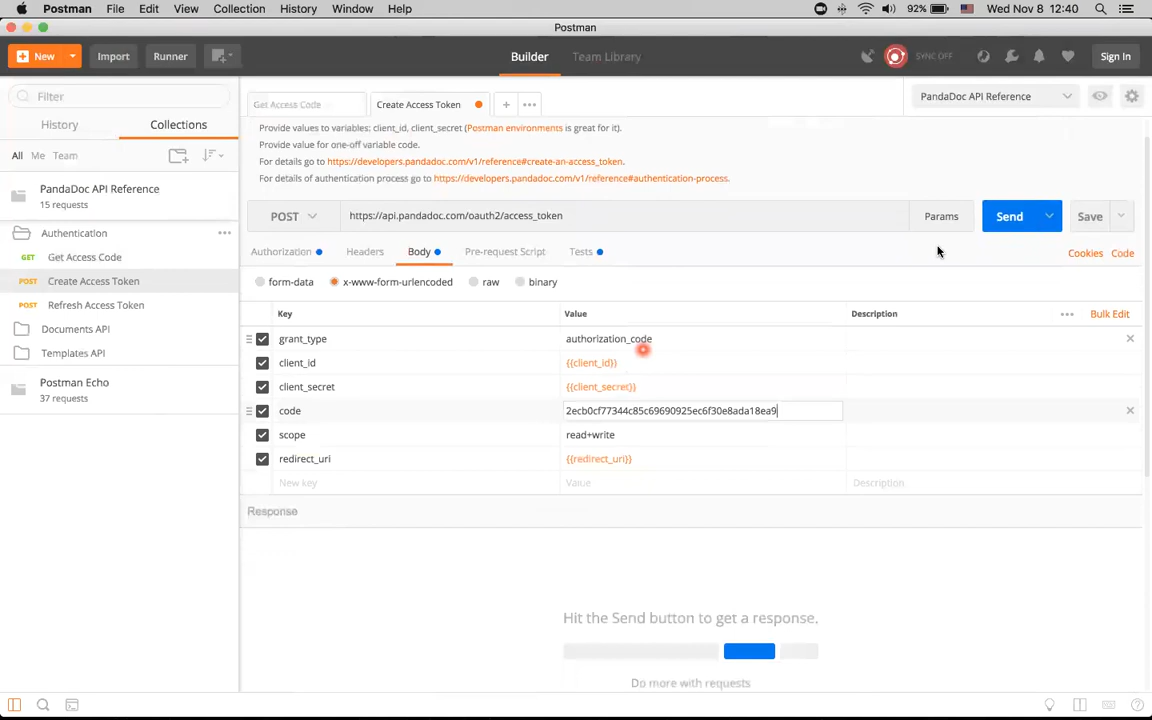 Postman File Edit View Collection History Window Help 92% Wed Nov 8 12:40
Postman
New Import Runner Builder Team Library SYNC OFF Sign In
Filter
History Collections
All Me Team
PandaDoc API Reference
15 requests
Authentication
GET Get Access Code
POST Create Access Token
POST Refresh Access Token
Documents API
Templates API
Postman Echo
37 requests
Get Access Code Create Access Token PandaDoc API Reference
Provide values to variables: client_id, client_secret (Postman environments is great for it).
Provide value for one-off variable code.
For details go to https://developers.pandadoc.com/v1/reference#create-an-access_token.
For details of authentication process go to https://developers.pandadoc.com/v1/reference#authentication-process.
POST https://api.pandadoc.com/oauth2/access_token Params Send Save
Authorization Headers Body Pre-request Script Tests Cookies Code
form-data x-www-form-urlencoded raw binary
Key Value Description Bulk Edit
grant_type authorization_code
client_id {{client_id}}
client_secret {{client_secret}}
code 2ecb0cf77344c85c69690925ec6f30e8ada18ea9
scope read+write
redirect_uri {{redirect_uri}}
New key Value Description
Response
Hit the Send button to get a response.
Do more with requests